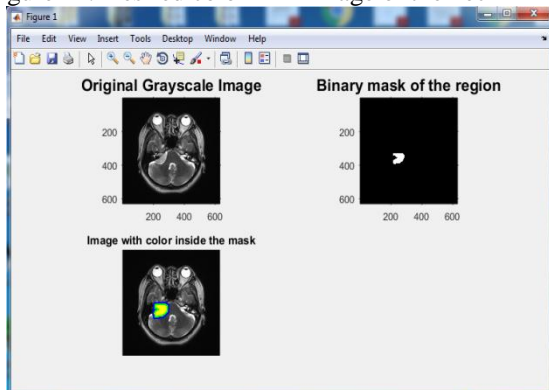 Figure 1
File Edit View Insert Tools Desktop Window Help
Original Grayscale Image
200
400
600
200 400 600
Binary mask of the region
200
400
600
200 400 600
Image with color inside the mask